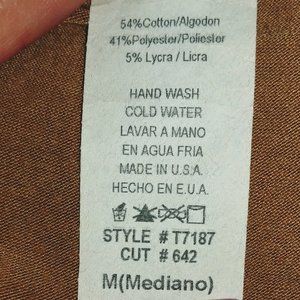 54%Cotton/Algodon
41%Polyester/Poliester
5% Lycra / Licra
HAND WASH
COLD WATER
LAVAR A MANO
EN AGUA FRIA
MADE IN U.S.A.
HECHO EN E.U.A.
STYLE # T7187
CUT # 642
M(Mediano)